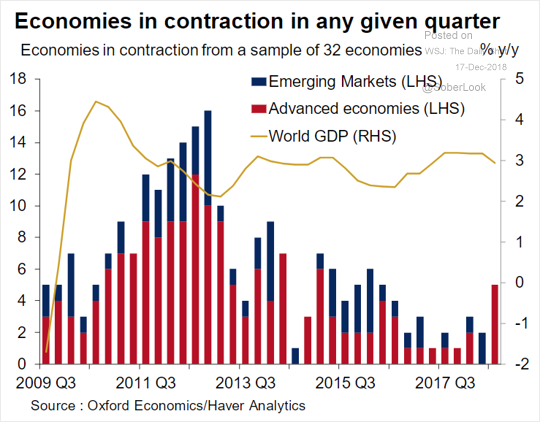 Economies in contraction in any given quarter
Posted on
Economies in contraction from a sample of 32 economies
WSJ: The Daily Shot
% y/y
17-Dec-2018
@SoberLook
18
16
14
12
10
8
6
4
2
0
Emerging Markets (LHS)
Advanced economies (LHS)
World GDP (RHS)
5
4
3
2
1
0
-1
-2
2009 Q3
2011 Q3
2013 Q3
2015 Q3
2017 Q3
Source : Oxford Economics/Haver Analytics